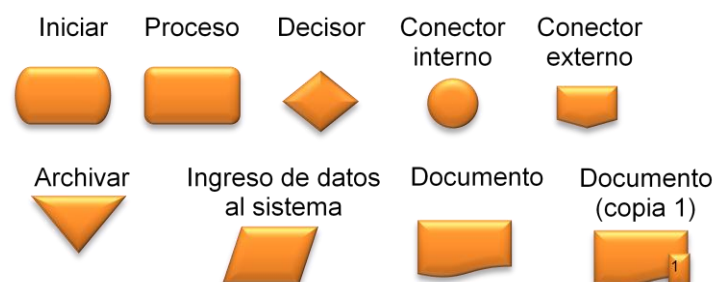 Iniciar Proceso Decisor Conector interno Conector externo
Archivar Ingreso de datos al sistema Documento Documento (copia 1)
1